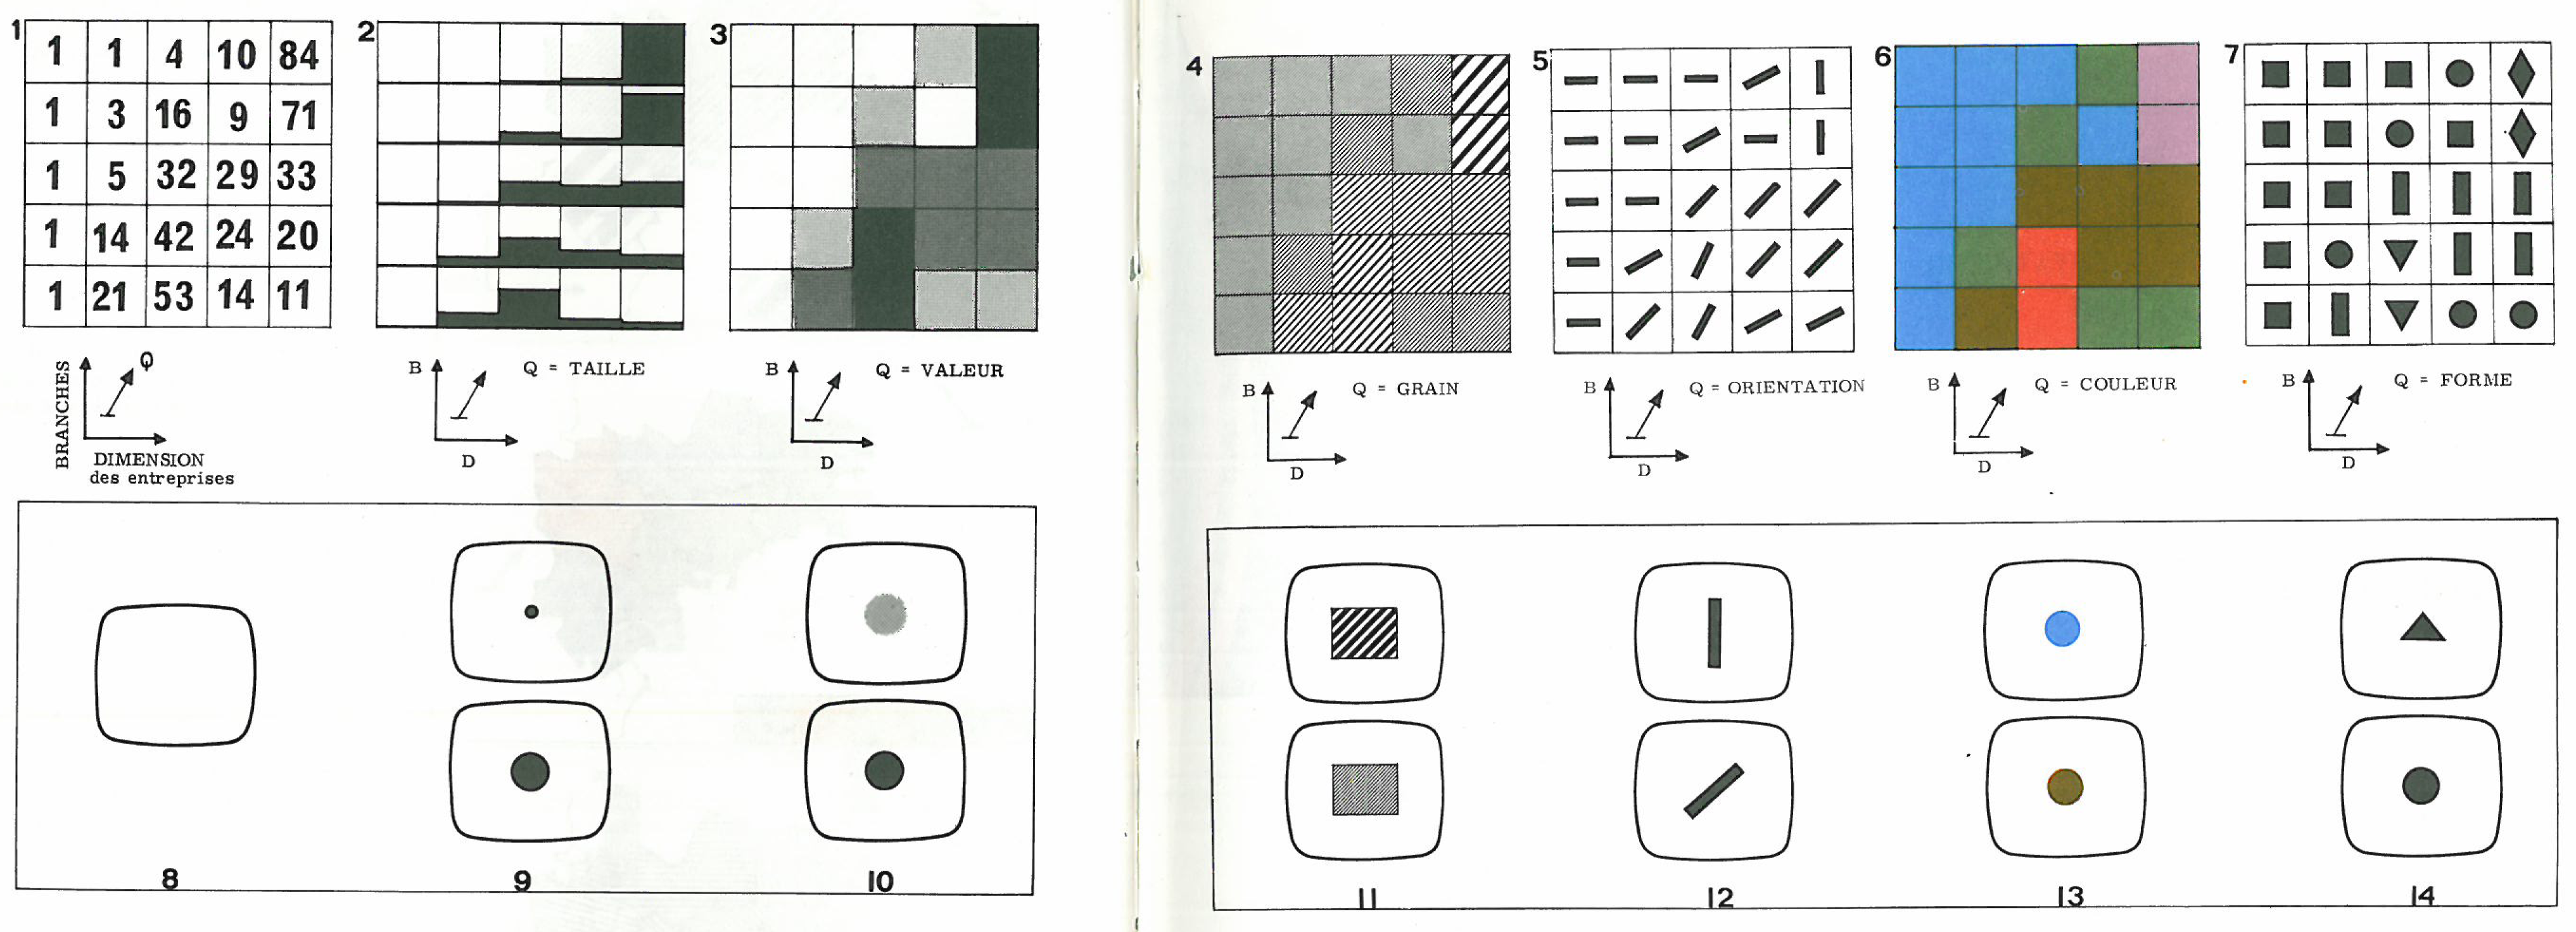 1
1 1 4 10 84
1 3 16 9 71
1 5 32 29 33
1 14 42 24 20
1 21 53 14 11
BRANCHES
Q
DIMENSION
des entreprises
2
B
Q = TAILLE
D
3
B
Q = VALEUR
D
4
B
Q = GRAIN
D
5
B
Q = ORIENTATION
D
6
B
Q = COULEUR
D
7
B
Q = FORME
D
8
9
10
11
12
13
14